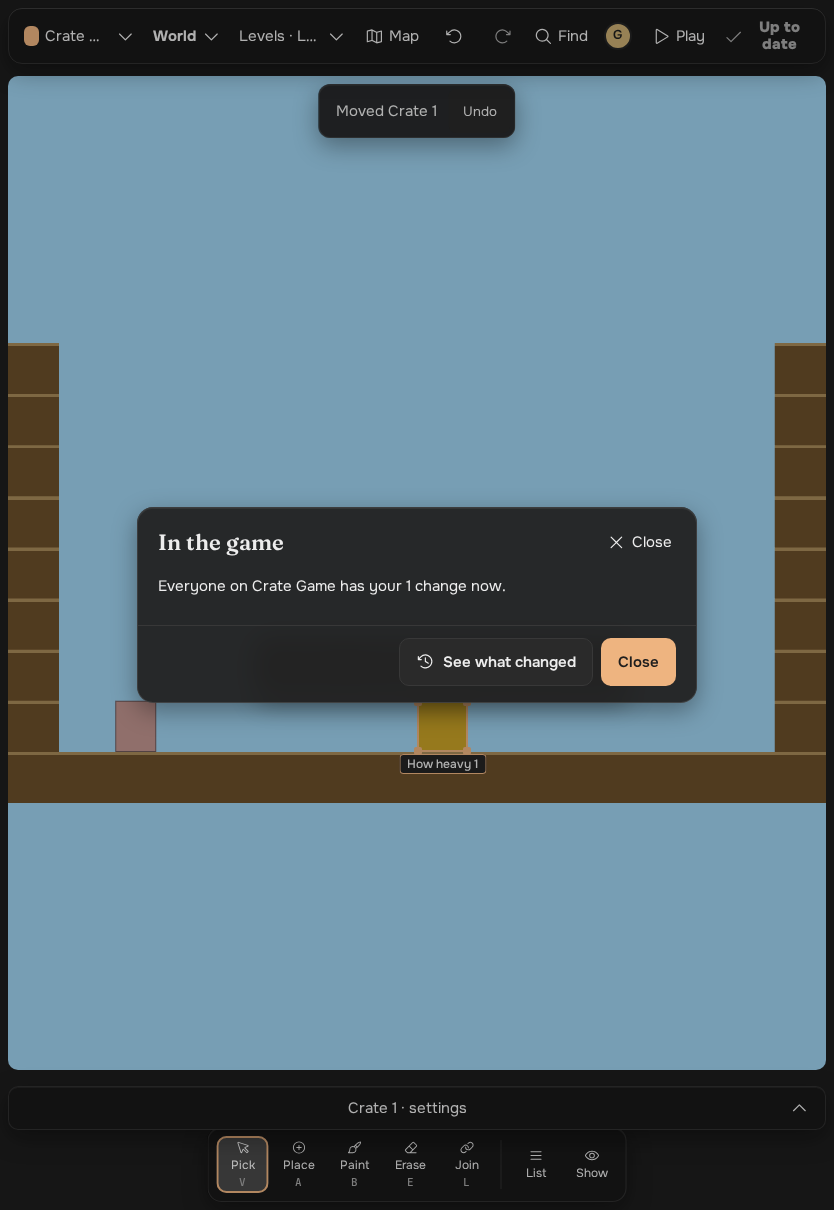 Crate ...
World
Levels · L...
Map
Find
G
Play
Up to
date
Moved Crate 1
Undo
In the game
Close
Everyone on Crate Game has your 1 change now.
See what changed
Close
How heavy 1
Crate 1 · settings
Pick
Place
Paint
Erase
Join
List
Show
V
A
B
E
L